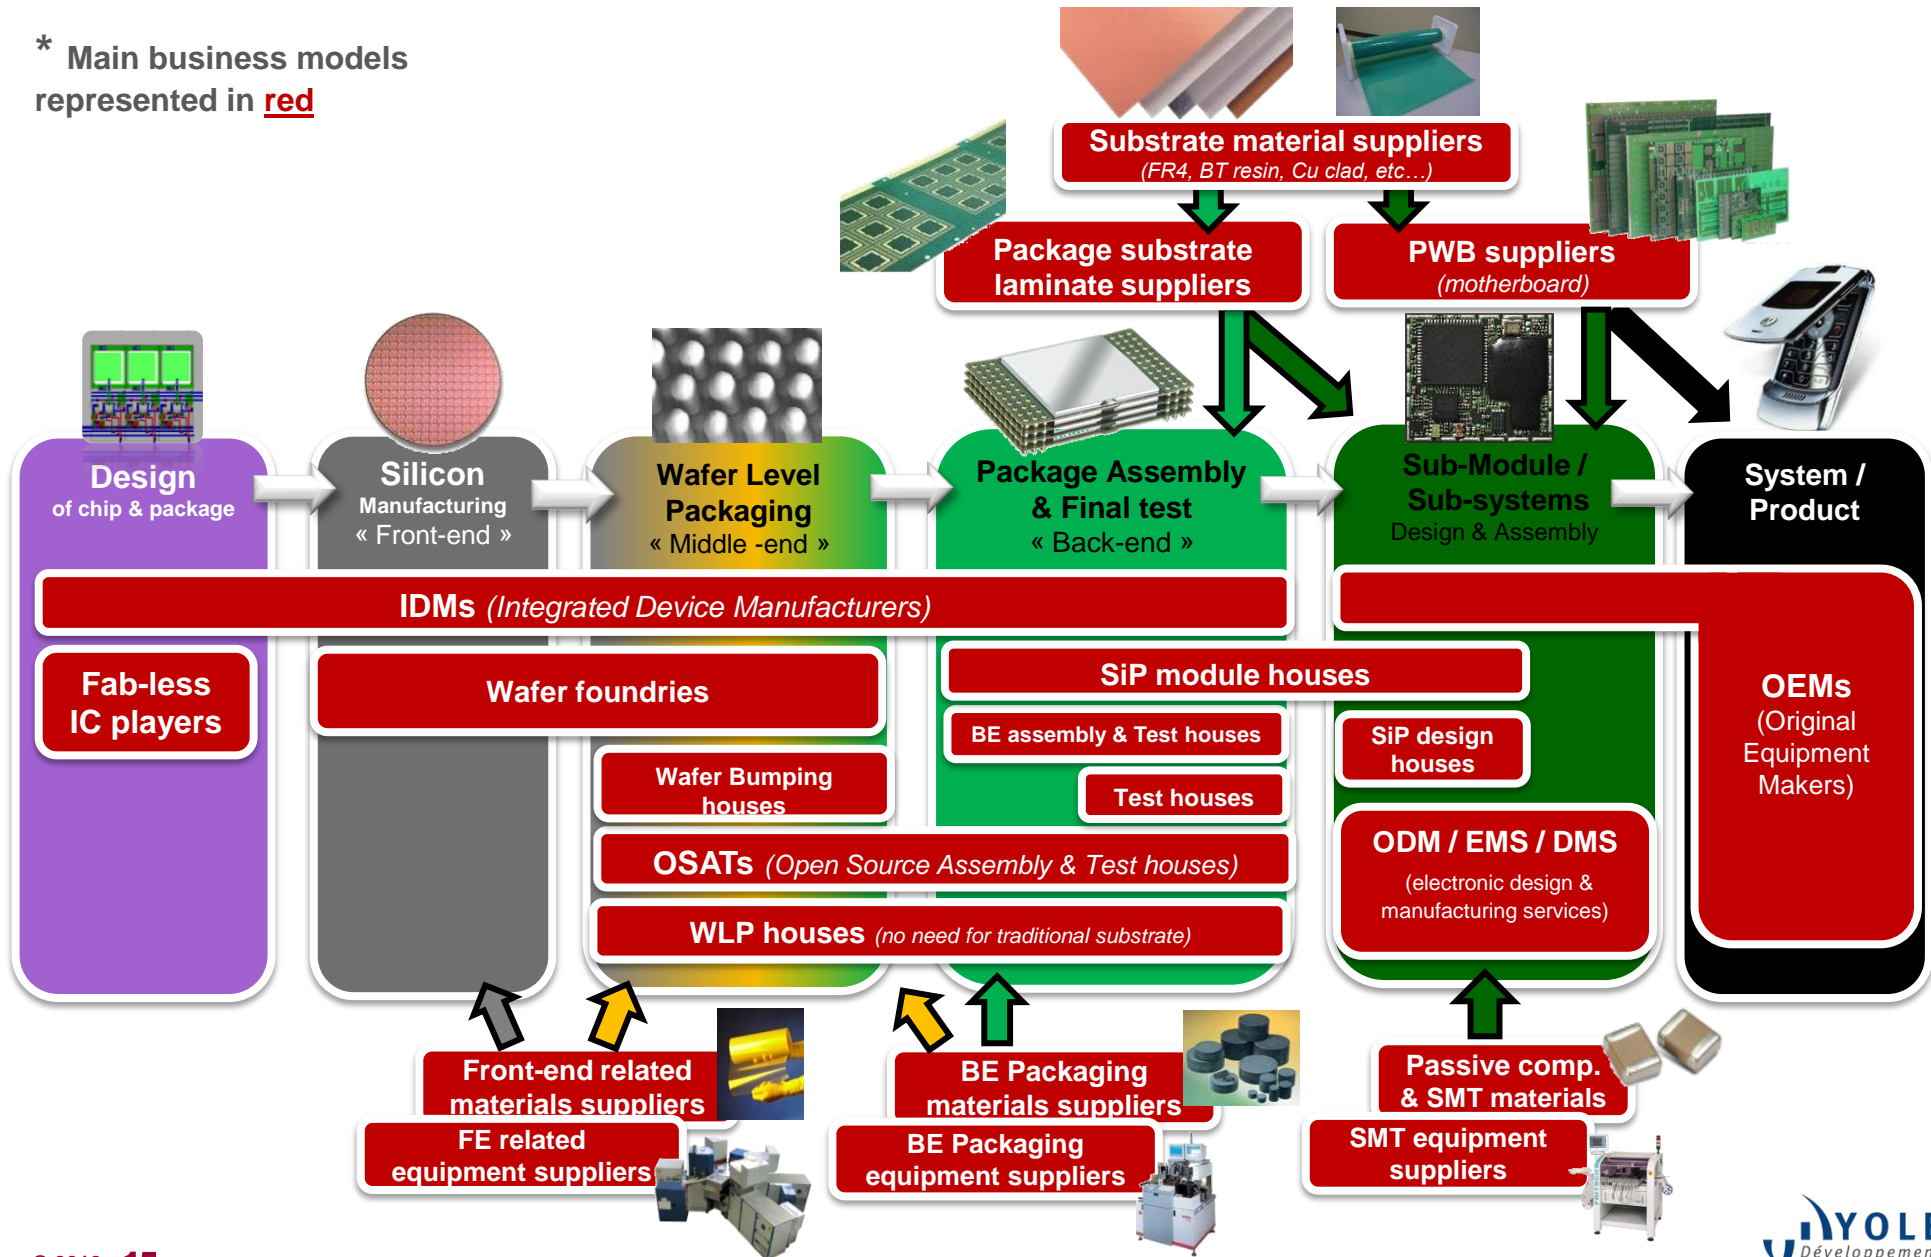 * Main business models
represented in red
Substrate material suppliers
(FR4, BT resin, Cu clad, etc…)
Package substrate
laminate suppliers
PWB suppliers
(motherboard)
Design
of chip & package
Silicon
Manufacturing
« Front-end »
Wafer Level
Packaging
« Middle -end »
Package Assembly
& Final test
« Back-end »
Sub-Module /
Sub-systems
Design & Assembly
System /
Product
IDMs (Integrated Device Manufacturers)
Fab-less
IC players
Wafer foundries
SiP module houses
OEMs
(Original
Equipment
Makers)
BE assembly & Test houses
SiP design
houses
Wafer Bumping
houses
Test houses
OSATs (Open Source Assembly & Test houses)
ODM / EMS / DMS
(electronic design &
manufacturing services)
WLP houses (no need for traditional substrate)
Front-end related
materials suppliers
FE related
equipment suppliers
BE Packaging
materials suppliers
BE Packaging
equipment suppliers
Passive comp.
& SMT materials
SMT equipment
suppliers
YOLE
Développement